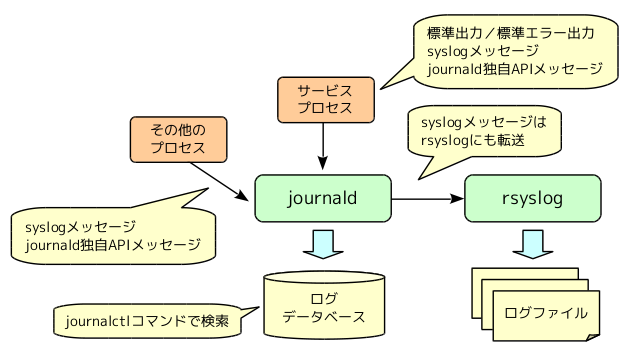 標準出力／標準エラー出力
syslogメッセージ
journald独自APIメッセージ
サービス
プロセス
その他の
プロセス
syslogメッセージは
rsyslogにも転送
journald
rsyslog
syslogメッセージ
journald独自APIメッセージ
ログ
データベース
ログファイル
journalctlコマンドで検索